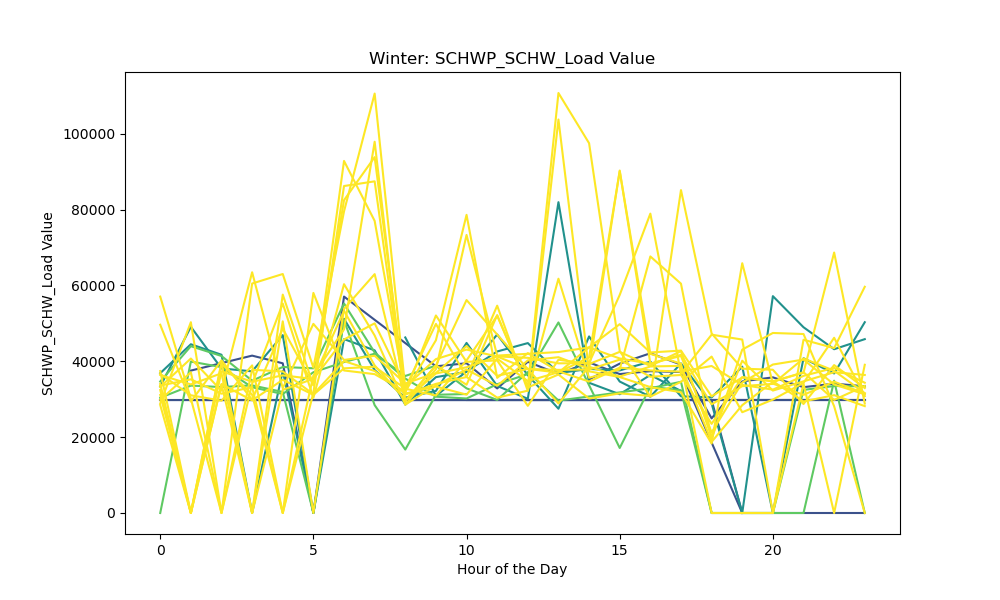 Winter: SCHWP_SCHW_Load Value
100000
80000
60000
40000
20000
0
SCHWP_SCHW_Load Value
0 5 10 15 20
Hour of the Day